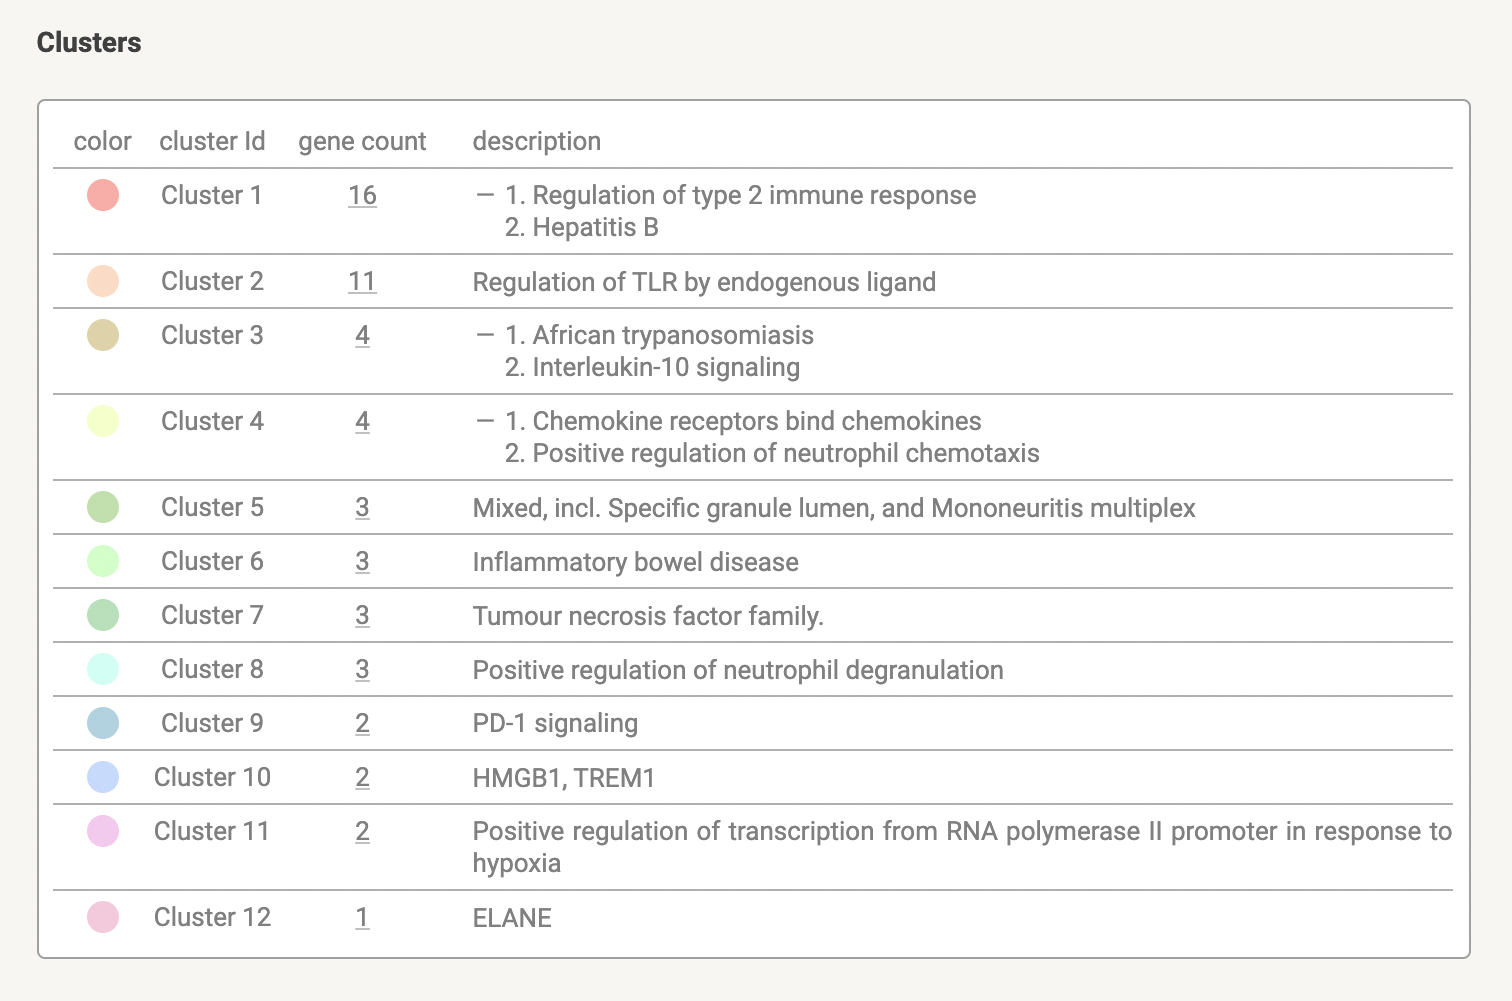 Clusters
color cluster Id gene count description
Cluster 1 16 – 1. Regulation of type 2 immune response
2. Hepatitis B
Cluster 2 11 Regulation of TLR by endogenous ligand
Cluster 3 4 – 1. African trypanosomiasis
2. Interleukin-10 signaling
Cluster 4 4 – 1. Chemokine receptors bind chemokines
2. Positive regulation of neutrophil chemotaxis
Cluster 5 3 Mixed, incl. Specific granule lumen, and Mononeuritis multiplex
Cluster 6 3 Inflammatory bowel disease
Cluster 7 3 Tumour necrosis factor family.
Cluster 8 3 Positive regulation of neutrophil degranulation
Cluster 9 2 PD-1 signaling
Cluster 10 2 HMGB1, TREM1
Cluster 11 2 Positive regulation of transcription from RNA polymerase II promoter in response to
hypoxia
Cluster 12 1 ELANE